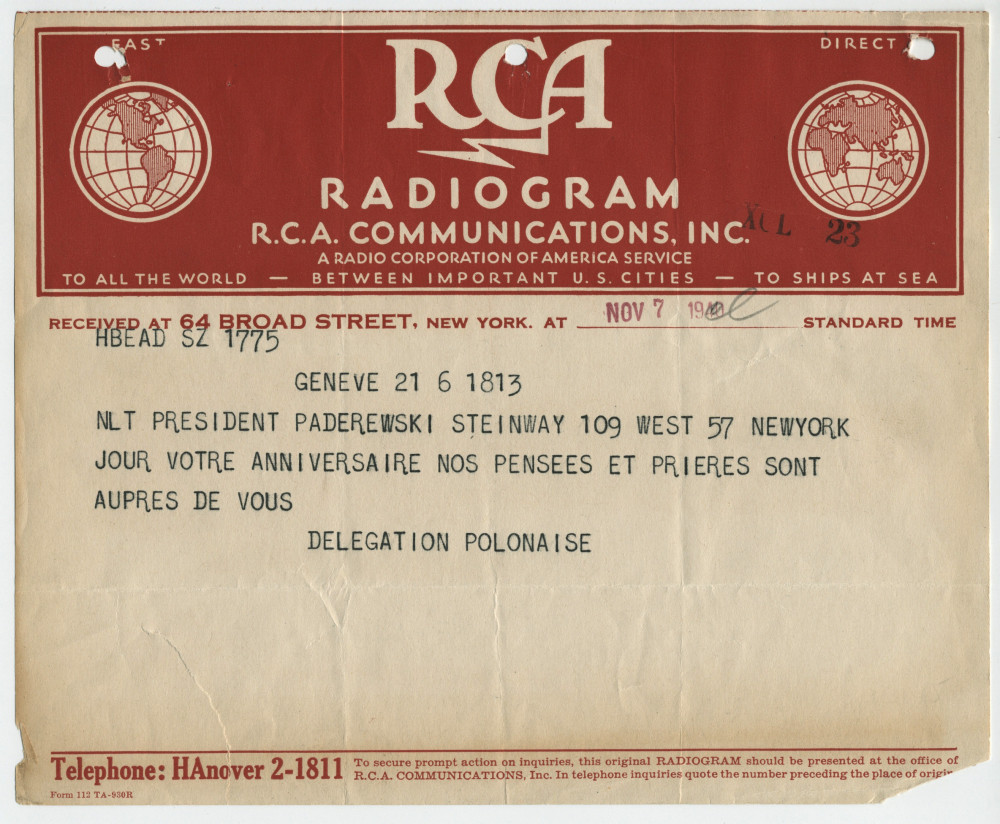 FAST DIRECT
RCA
RADIOGRAM
R.C.A. COMMUNICATIONS, INC.
A RADIO CORPORATION OF AMERICA SERVICE
TO ALL THE WORLD — BETWEEN IMPORTANT U.S. CITIES — TO SHIPS AT SEA
23
RECEIVED AT 64 BROAD STREET, NEW YORK. AT NOV 7 STANDARD TIME
HBEAD SZ 1775
GENEVE 21 6 1813
NLT PRESIDENT PADEREWSKI STEINWAY 109 WEST 57 NEWYORK
JOUR VOTRE ANNIVERSAIRE NOS PENSEES ET PRIERES SONT
AUPRES DE VOUS
DELEGATION POLONAISE
Telephone: HAnover 2-1811
To secure prompt action on inquiries, this original RADIOGRAM should be presented at the office of
R.C.A. COMMUNICATIONS, Inc. In telephone inquiries quote the number preceding the place of origin
Form 112 TA-930R